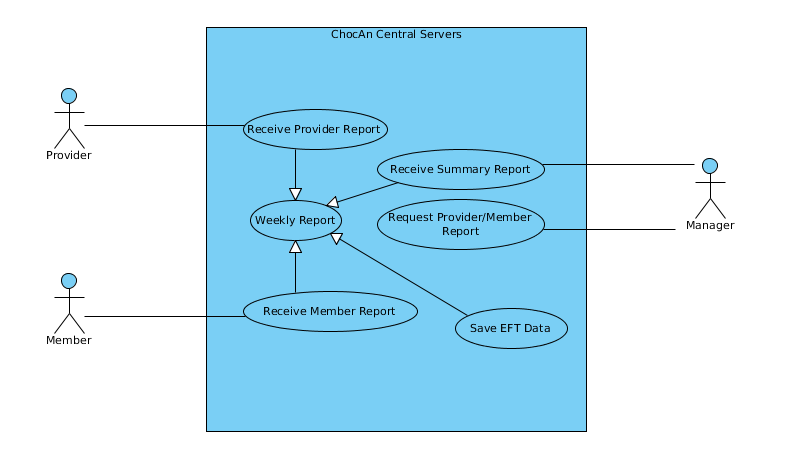 ChocAn Central Servers
Provider
Receive Provider Report
Receive Summary Report
Manager
Weekly Report
Request Provider/Member
Report
Member
Receive Member Report
Save EFT Data